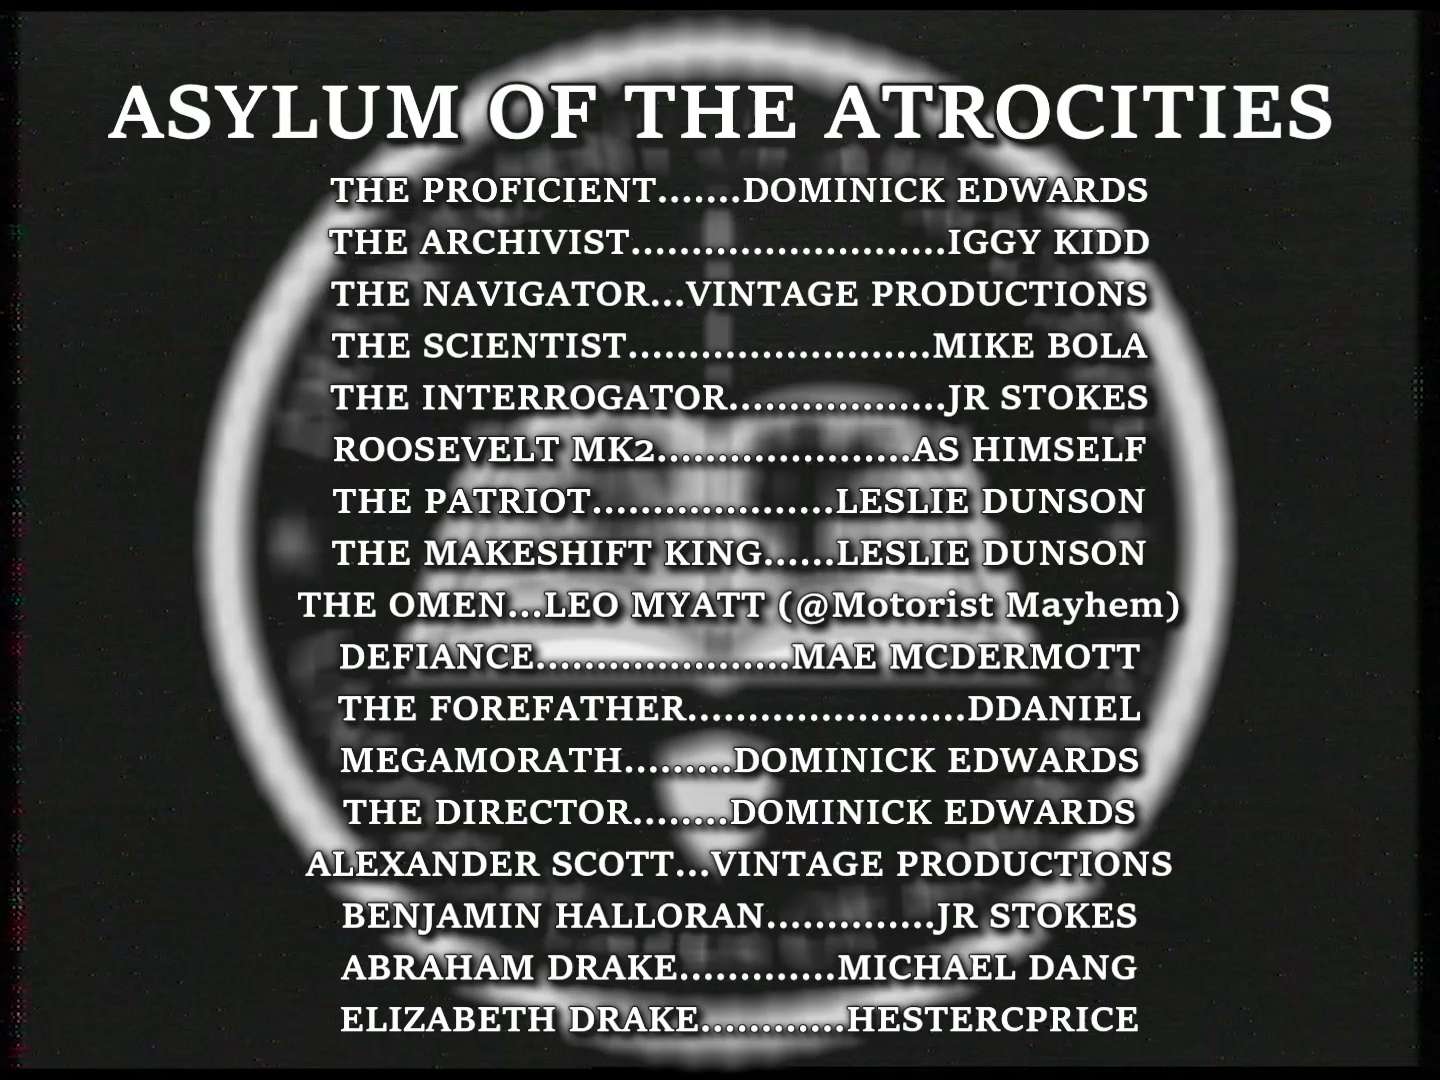 ASYLUM OF THE ATROCITIES
THE PROFICIENT.......DOMINICK EDWARDS
THE ARCHIVIST..........................IGGY KIDD
THE NAVIGATOR...VINTAGE PRODUCTIONS
THE SCIENTIST.........................MIKE BOLA
THE INTERROGATOR..................JR STOKES
ROOSEVELT MK2.....................AS HIMSELF
THE PATRIOT....................LESLIE DUNSON
THE MAKESHIFT KING......LESLIE DUNSON
THE OMEN...LEO MYATT (@Motorist Mayhem)
DEFIANCE.....................MAE MCDERMOTT
THE FOREFATHER.......................DDANIEL
MEGAMORATH.........DOMINICK EDWARDS
THE DIRECTOR........DOMINICK EDWARDS
ALEXANDER SCOTT...VINTAGE PRODUCTIONS
BENJAMIN HALLORAN..............JR STOKES
ABRAHAM DRAKE.............MICHAEL DANG
ELIZABETH DRAKE............HESTERCPRICE